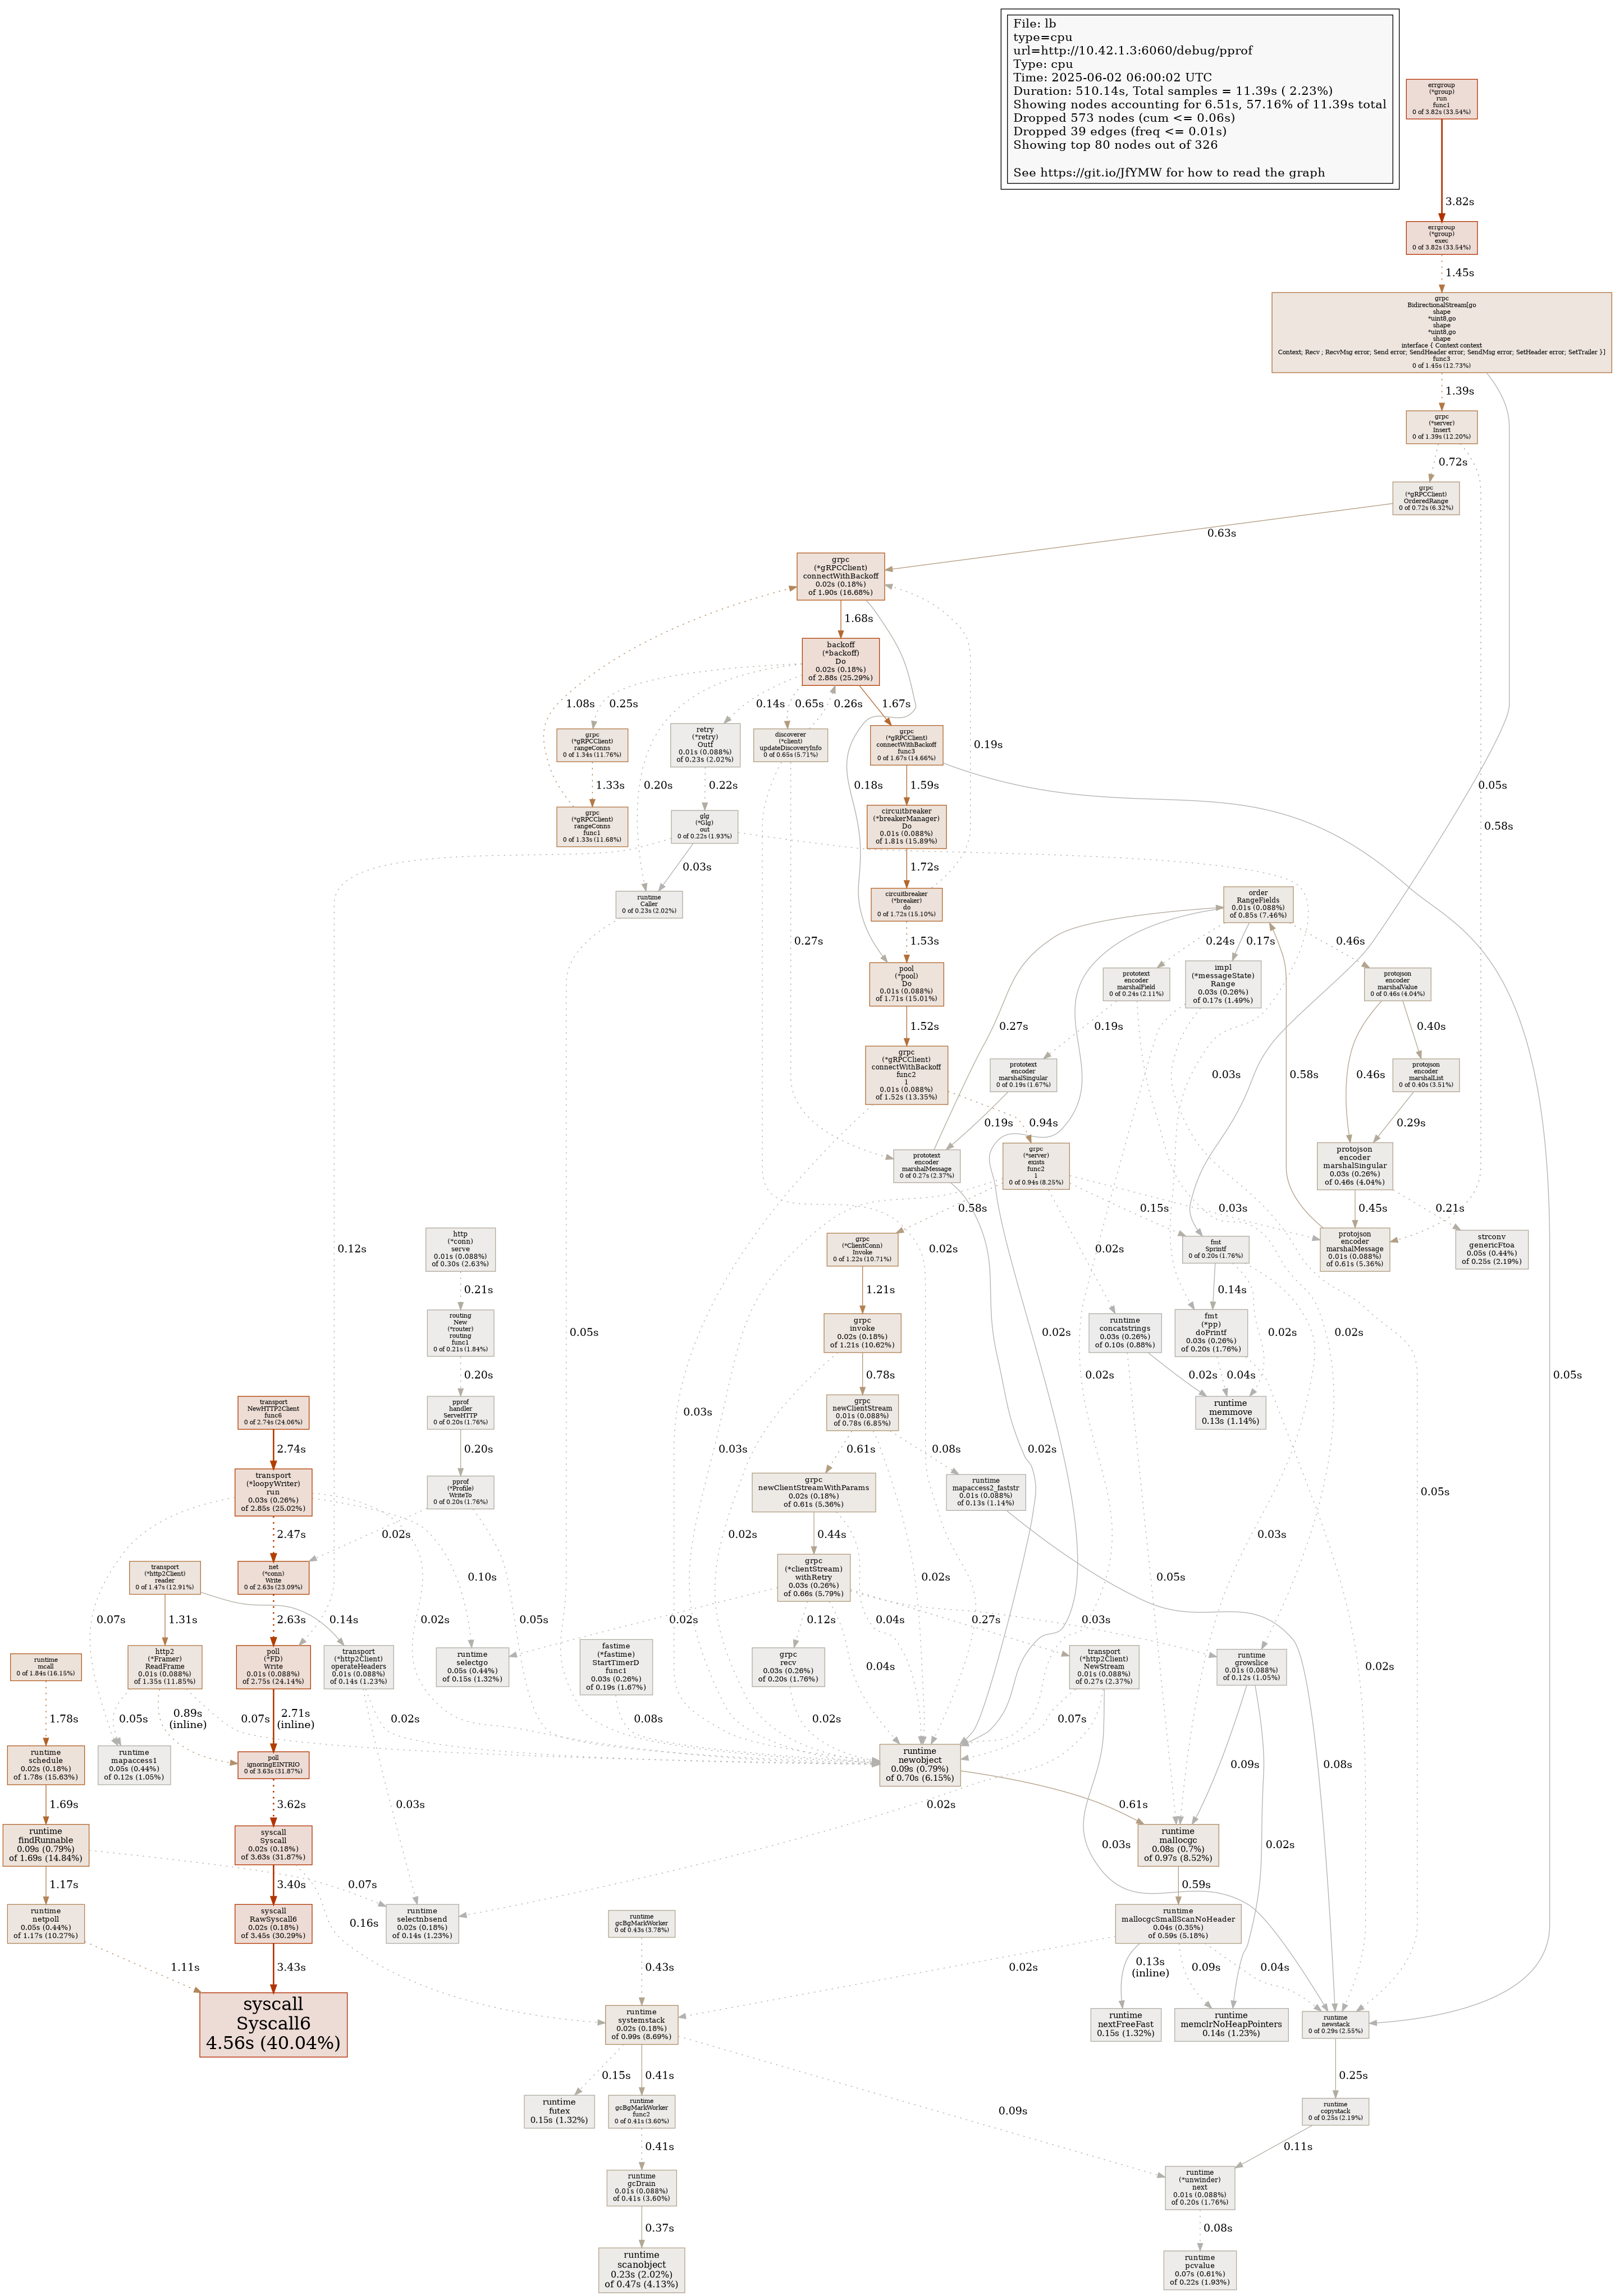 File: lb
type=cpu
url=http://10.42.1.3:6060/debug/pprof
Type: cpu
Time: 2025-06-02 06:00:02 UTC
Duration: 510.14s, Total samples = 11.39s ( 2.23%)
Showing nodes accounting for 6.51s, 57.16% of 11.39s total
Dropped 573 nodes (cum <= 0.06s)
Dropped 39 edges (freq <= 0.01s)
Showing top 80 nodes out of 326
See https://git.io/JfYMW for how to read the graph
errgroup
(*group)
run
func1
0 of 3.82s (33.54%)
3.82s
errgroup
(*group)
exec
0 of 3.82s (33.54%)
1.45s
grpc
BidirectionalStream[go
shape
*uint8,go
shape
*uint8,go
shape
interface { Context context
Context; Recv ; RecvMsg error; Send error; SendHeader error; SendMsg error; SetHeader error; SetTrailer }]
func3
0 of 1.45s (12.73%)
1.39s
grpc
(*server)
Insert
0 of 1.39s (12.20%)
0.72s
grpc
(*gRPCClient)
OrderedRange
0 of 0.72s (6.32%)
0.63s
grpc
(*gRPCClient)
connectWithBackoff
0.02s (0.18%)
of 1.90s (16.68%)
1.68s
backoff
(*backoff)
Do
0.02s (0.18%)
of 2.88s (25.29%)
1.08s
0.25s
0.14s
0.65s
0.26s
1.67s
grpc
(*gRPCClient)
rangeConns
0 of 1.34s (11.76%)
retry
(*retry)
Outf
0.01s (0.088%)
of 0.23s (2.02%)
discoverer
(*client)
updateDiscoveryInfo
0 of 0.65s (5.71%)
grpc
(*gRPCClient)
connectWithBackoff
func3
0 of 1.67s (14.66%)
0.19s
1.33s
0.20s
0.22s
0.18s
1.59s
0.05s
grpc
(*gRPCClient)
rangeConns
func1
0 of 1.33s (11.68%)
glg
(*Glg)
out
0 of 0.22s (1.93%)
circuitbreaker
(*breakerManager)
Do
0.01s (0.088%)
of 1.81s (15.89%)
0.58s
0.03s
1.72s
runtime
Caller
0 of 0.23s (2.02%)
circuitbreaker
(*breaker)
do
0 of 1.72s (15.10%)
order
RangeFields
0.01s (0.088%)
of 0.85s (7.46%)
0.27s
1.53s
0.24s
0.17s
0.46s
pool
(*pool)
Do
0.01s (0.088%)
of 1.71s (15.01%)
prototext
encoder
marshalField
0 of 0.24s (2.11%)
impl
(*messageState)
Range
0.03s (0.26%)
of 0.17s (1.49%)
protojson
encoder
marshalValue
0 of 0.46s (4.04%)
1.52s
0.27s
0.19s
0.40s
grpc
(*gRPCClient)
connectWithBackoff
func2
1
0.01s (0.088%)
of 1.52s (13.35%)
prototext
encoder
marshalSingular
0 of 0.19s (1.67%)
0.03s
0.58s
0.46s
protojson
encoder
marshalList
0 of 0.40s (3.51%)
0.19s
0.94s
0.29s
prototext
encoder
marshalMessage
0 of 0.27s (2.37%)
grpc
(*server)
exists
func2
1
0 of 0.94s (8.25%)
protojson
encoder
marshalSingular
0.03s (0.26%)
of 0.46s (4.04%)
0.58s
0.15s
0.03s
0.45s
0.21s
http
(*conn)
serve
0.01s (0.088%)
of 0.30s (2.63%)
0.12s
0.02s
grpc
(*ClientConn)
Invoke
0 of 1.22s (10.71%)
0.02s
fmt
Sprintf
0 of 0.20s (1.76%)
protojson
encoder
marshalMessage
0.01s (0.088%)
of 0.61s (5.36%)
strconv
genericFtoa
0.05s (0.44%)
of 0.25s (2.19%)
0.21s
1.21s
0.14s
routing
New
(*router)
routing
func1
0 of 0.21s (1.84%)
0.05s
grpc
invoke
0.02s (0.18%)
of 1.21s (10.62%)
0.02s
runtime
concatstrings
0.03s (0.26%)
of 0.10s (0.88%)
fmt
(*pp)
doPrintf
0.03s (0.26%)
of 0.20s (1.76%)
0.02s
0.02s
0.20s
0.78s
0.02s
0.02s
0.04s
0.05s
transport
NewHTTP2Client
func6
0 of 2.74s (24.06%)
pprof
handler
ServeHTTP
0 of 0.20s (1.76%)
0.03s
grpc
newClientStream
0.01s (0.088%)
of 0.78s (6.85%)
runtime
memmove
0.13s (1.14%)
2.74s
0.20s
0.03s
0.61s
0.08s
0.02s
transport
(*loopyWriter)
run
0.03s (0.26%)
of 2.85s (25.02%)
pprof
(*Profile)
WriteTo
0 of 0.20s (1.76%)
grpc
newClientStreamWithParams
0.02s (0.18%)
of 0.61s (5.36%)
runtime
mapaccess2_faststr
0.01s (0.088%)
of 0.13s (1.14%)
0.05s
2.47s
0.02s
0.02s
0.44s
0.03s
transport
(*http2Client)
reader
0 of 1.47s (12.91%)
net
(*conn)
Write
0 of 2.63s (23.09%)
0.10s
grpc
(*clientStream)
withRetry
0.03s (0.26%)
of 0.66s (5.79%)
0.02s
0.05s
0.07s
1.31s
2.63s
0.14s
0.02s
0.05s
0.02s
0.12s
0.04s
0.27s
0.03s
runtime
mcall
0 of 1.84s (16.15%)
http2
(*Framer)
ReadFrame
0.01s (0.088%)
of 1.35s (11.85%)
poll
(*FD)
Write
0.01s (0.088%)
of 2.75s (24.14%)
transport
(*http2Client)
operateHeaders
0.01s (0.088%)
of 0.14s (1.23%)
runtime
selectgo
0.05s (0.44%)
of 0.15s (1.32%)
fastime
(*fastime)
StartTimerD
func1
0.03s (0.26%)
of 0.19s (1.67%)
grpc
recv
0.03s (0.26%)
of 0.20s (1.76%)
0.04s
transport
(*http2Client)
NewStream
0.01s (0.088%)
of 0.27s (2.37%)
runtime
growslice
0.01s (0.088%)
of 0.12s (1.05%)
0.02s
1.78s
0.05s
0.89s
(inline)
0.07s
2.71s
(inline)
0.02s
0.08s
0.02s
0.07s
runtime
schedule
0.02s (0.18%)
of 1.78s (15.63%)
runtime
mapaccess1
0.05s (0.44%)
of 0.12s (1.05%)
poll
ignoringEINTRIO
0 of 3.63s (31.87%)
runtime
newobject
0.09s (0.79%)
of 0.70s (6.15%)
0.09s
0.08s
1.69s
3.62s
0.03s
0.02s
0.61s
runtime
findRunnable
0.09s (0.79%)
of 1.69s (14.84%)
syscall
Syscall
0.02s (0.18%)
of 3.63s (31.87%)
0.03s
runtime
mallocgc
0.08s (0.7%)
of 0.97s (8.52%)
0.02s
1.17s
0.07s
3.40s
0.59s
runtime
netpoll
0.05s (0.44%)
of 1.17s (10.27%)
syscall
RawSyscall6
0.02s (0.18%)
of 3.45s (30.29%)
0.16s
runtime
selectnbsend
0.02s (0.18%)
of 0.14s (1.23%)
runtime
gcBgMarkWorker
0 of 0.43s (3.78%)
runtime
mallocgcSmallScanNoHeader
0.04s (0.35%)
of 0.59s (5.18%)
1.11s
3.43s
0.43s
0.02s
0.13s
(inline)
0.09s
0.04s
syscall
Syscall6
4.56s (40.04%)
runtime
systemstack
0.02s (0.18%)
of 0.99s (8.69%)
runtime
nextFreeFast
0.15s (1.32%)
runtime
memclrNoHeapPointers
0.14s (1.23%)
runtime
newstack
0 of 0.29s (2.55%)
0.15s
0.41s
0.09s
0.25s
runtime
futex
0.15s (1.32%)
runtime
gcBgMarkWorker
func2
0 of 0.41s (3.60%)
runtime
copystack
0 of 0.25s (2.19%)
0.41s
0.11s
runtime
gcDrain
0.01s (0.088%)
of 0.41s (3.60%)
runtime
(*unwinder)
next
0.01s (0.088%)
of 0.20s (1.76%)
0.37s
0.08s
runtime
scanobject
0.23s (2.02%)
of 0.47s (4.13%)
runtime
pcvalue
0.07s (0.61%)
of 0.22s (1.93%)